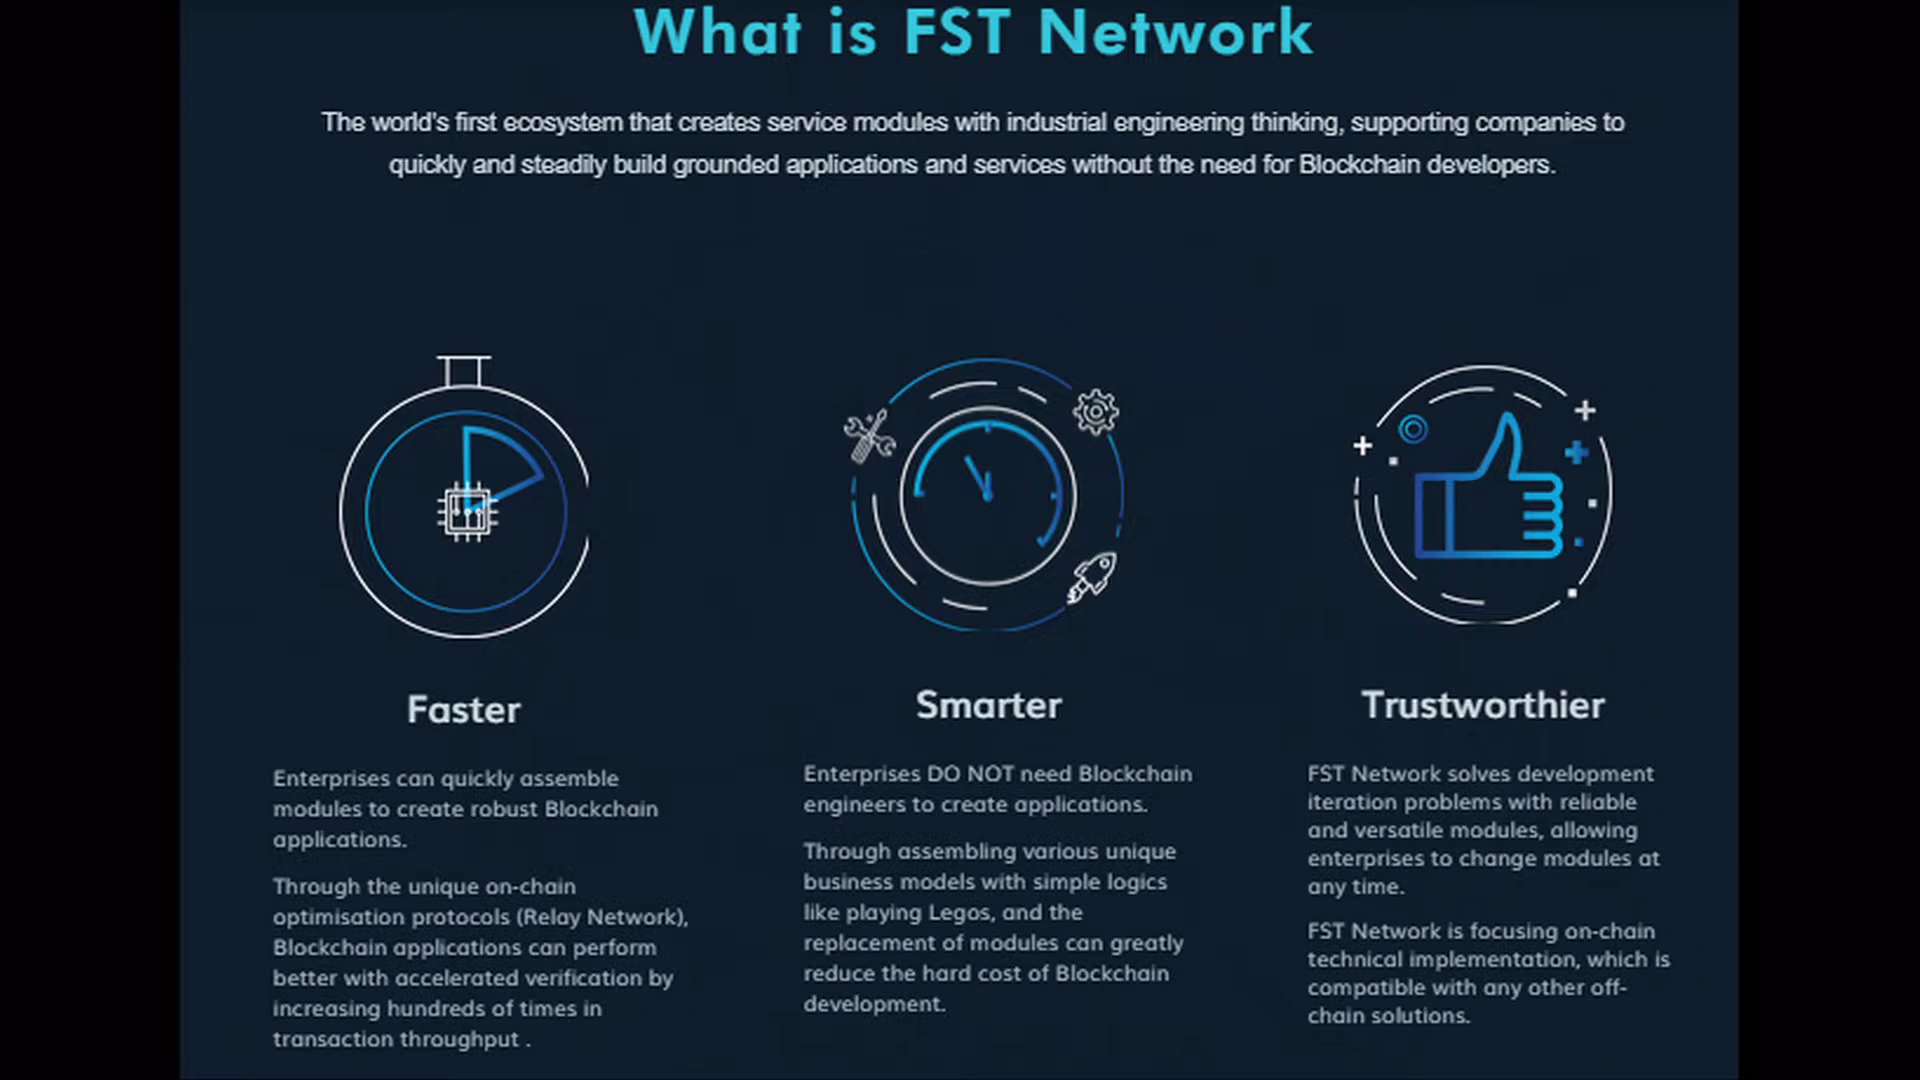 What is FST Network
The world's first ecosystem that creates service modules with industrial engineering thinking, supporting companies to
quickly and steadily build grounded applications and services without the need for Blockchain developers.
Faster
Enterprises can quickly assemble
modules to create robust Blockchain
applications.
Through the unique on-chain
optimisation protocols (Relay Network),
Blockchain applications can perform
better with accelerated verification by
increasing hundreds of times in
transaction throughput .
Smarter
Enterprises DO NOT need Blockchain
engineers to create applications.
Through assembling various unique
business models with simple logics
like playing Legos, and the
replacement of modules can greatly
reduce the hard cost of Blockchain
development.
Trustworthier
FST Network solves development
iteration problems with reliable
and versatile modules, allowing
enterprises to change modules at
any time.
FST Network is focusing on-chain
technical implementation, which is
compatible with any other off-
chain solutions.